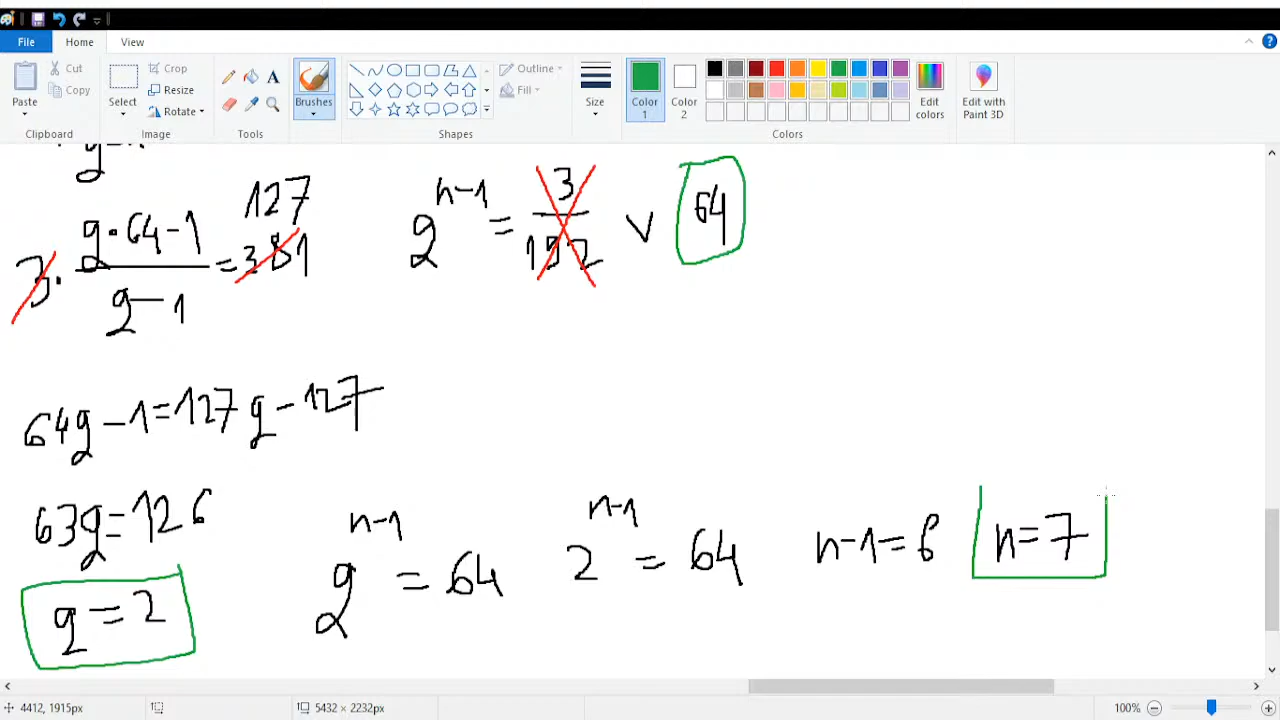 File Home View
Paste Cut Copy Select Crop Resize Rotate Brushes Outline Fill Size Color 1 Color 2 Edit colors Edit with Paint 3D
Clipboard Image Tools Shapes Colors
3 · (q·64-1)/(q-1) = 381 127
q^(n-1) = 3/192 v 64
64q-1=127q-127
63q=126
q=2
q^(n-1) = 64
2^(n-1) = 64
n-1=6
n=7
4412, 1915px 5432 × 2232px 100%